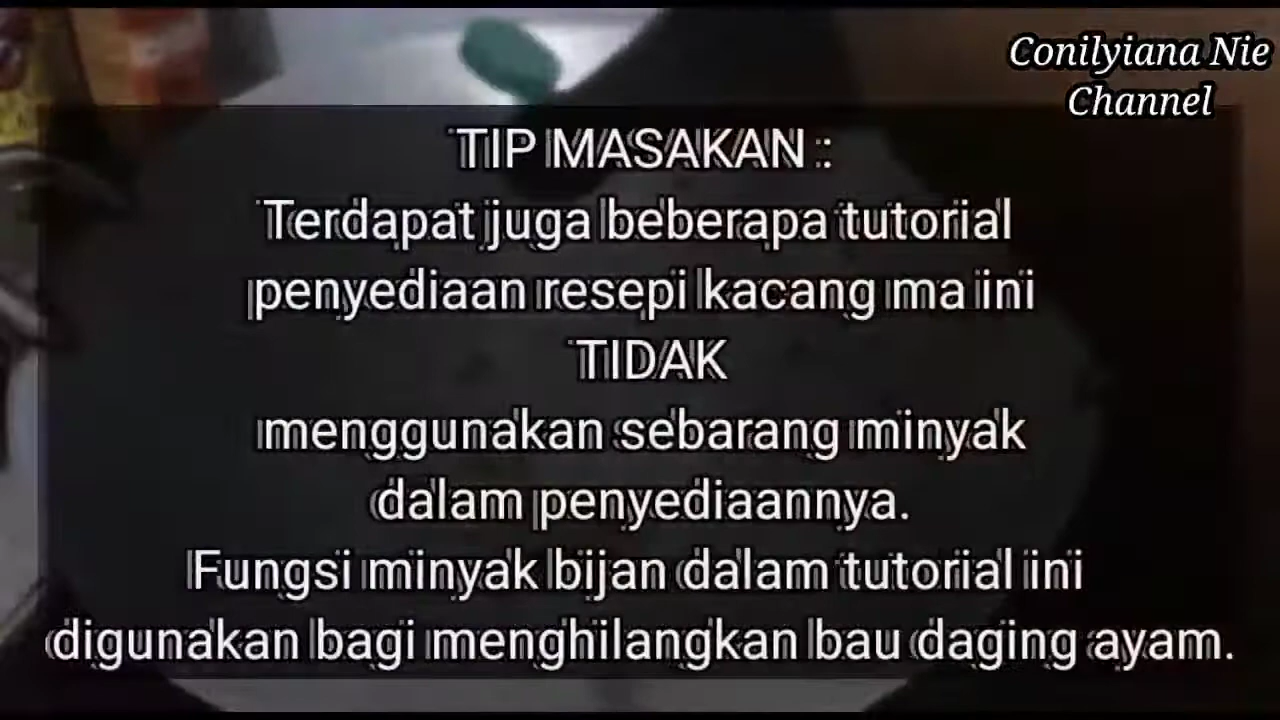 Conilyiana Nie
Channel
TIP MASAKAN :
Terdapat juga beberapa tutorial
penyediaan resepi kacang ma ini
TIDAK
menggunakan sebarang minyak
dalam penyediaannya.
Fungsi minyak bijan dalam tutorial ini
digunakan bagi menghilangkan bau daging ayam.